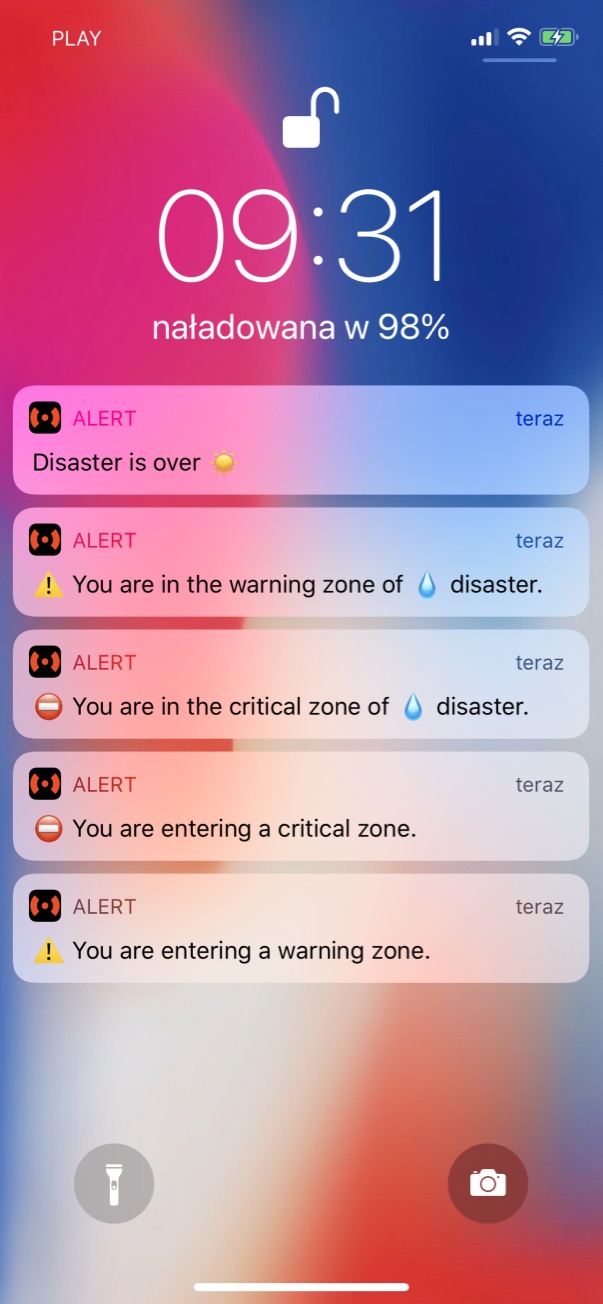 PLAY
09:31
naładowana w 98%
ALERT teraz
Disaster is over ☀️
ALERT teraz
⚠️ You are in the warning zone of 💧 disaster.
ALERT teraz
⛔ You are in the critical zone of 💧 disaster.
ALERT teraz
⛔ You are entering a critical zone.
ALERT teraz
⚠️ You are entering a warning zone.